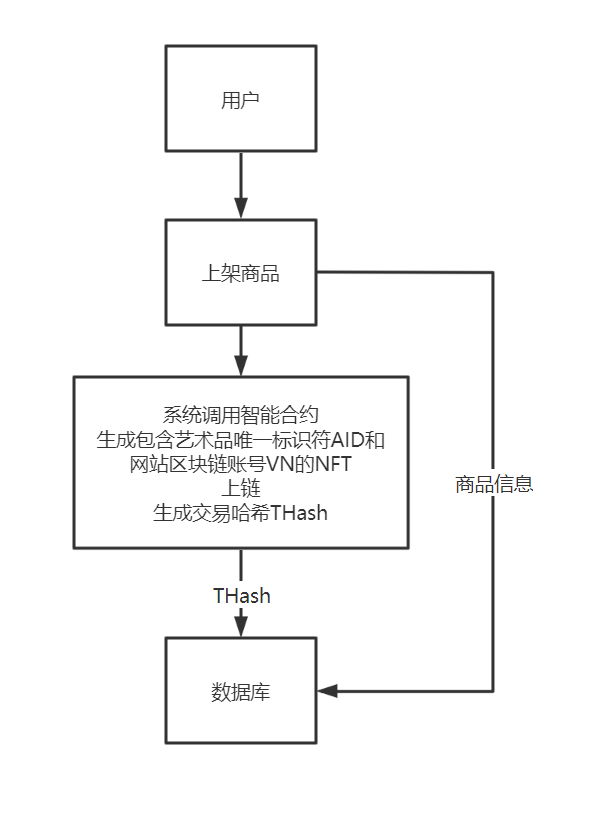 用户
上架商品
系统调用智能合约
生成包含艺术品唯一标识符AID和
网站区块链账号VN的NFT
上链
生成交易哈希THash
商品信息
THash
数据库